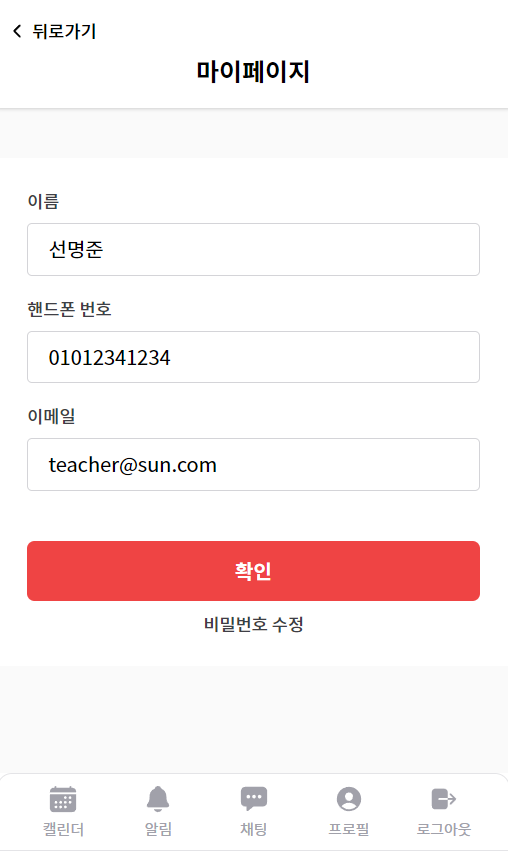 뒤로가기
마이페이지
이름
선명준
핸드폰 번호
01012341234
이메일
teacher@sun.com
확인
비밀번호 수정
캘린더 알림 채팅 프로필 로그아웃